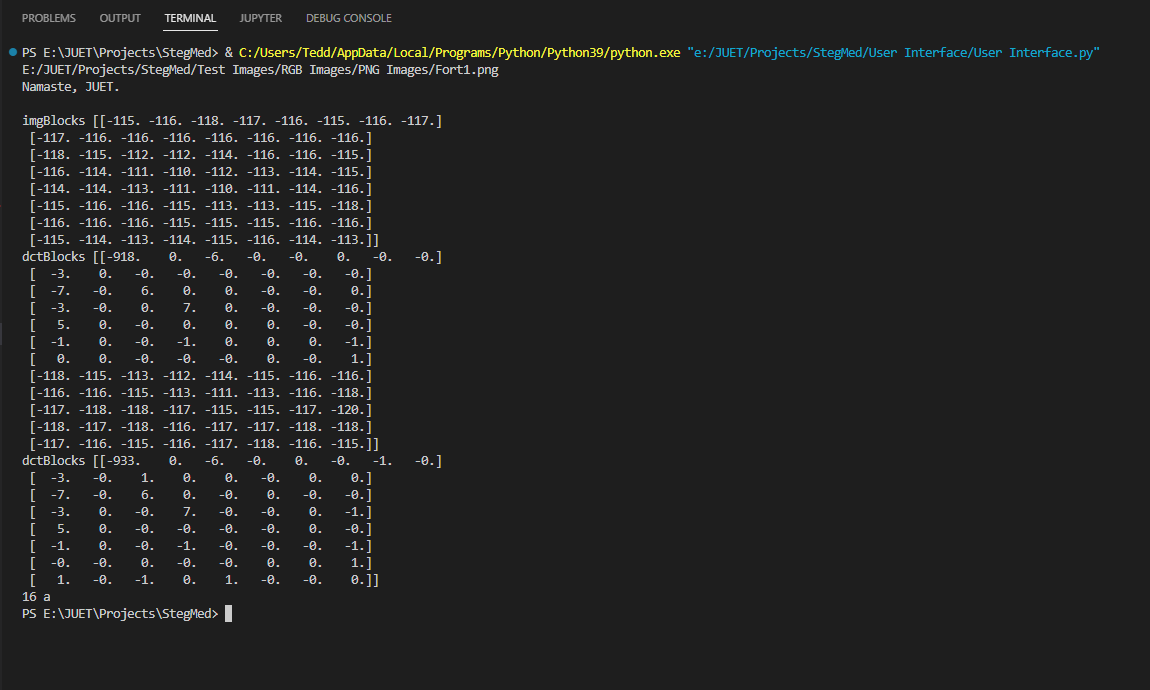 PROBLEMS OUTPUT TERMINAL JUPYTER DEBUG CONSOLE
PS E:\JUET\Projects\StegMed> & C:/Users/Tedd/AppData/Local/Programs/Python/Python39/python.exe "e:/JUET/Projects/StegMed/User Interface/User Interface.py"
E:/JUET/Projects/StegMed/Test Images/RGB Images/PNG Images/Fort1.png
Namaste, JUET.
imgBlocks [[-115. -116. -118. -117. -116. -115. -116. -117.]
[-117. -116. -116. -116. -116. -116. -116. -116.]
[-118. -115. -112. -112. -114. -116. -116. -115.]
[-116. -114. -111. -110. -112. -113. -114. -115.]
[-114. -114. -113. -111. -110. -111. -114. -116.]
[-115. -116. -116. -115. -113. -113. -115. -118.]
[-116. -116. -116. -115. -115. -115. -116. -116.]
[-115. -114. -113. -114. -115. -116. -114. -113.]]
dctBlocks [[-918. 0. -6. -0. -0. 0. -0. -0.]
[ -3. 0. -0. -0. -0. -0. -0. -0.]
[ -7. -0. 6. 0. 0. -0. -0. 0.]
[ -3. -0. 0. 7. 0. -0. -0. -0.]
[ 5. 0. -0. 0. 0. 0. -0. -0.]
[ -1. 0. -0. -1. 0. 0. 0. -1.]
[ 0. 0. -0. -0. -0. 0. -0. 1.]
[-118. -115. -113. -112. -114. -115. -116. -116.]
[-116. -116. -115. -113. -111. -113. -116. -118.]
[-117. -118. -118. -117. -115. -115. -117. -120.]
[-118. -117. -118. -116. -117. -117. -118. -118.]
[-117. -116. -115. -116. -117. -118. -116. -115.]]
dctBlocks [[-933. 0. -6. -0. 0. -0. -1. -0.]
[ -3. -0. 1. 0. 0. -0. 0. 0.]
[ -7. -0. 6. 0. -0. 0. -0. -0.]
[ -3. 0. -0. 7. -0. -0. 0. -1.]
[ 5. 0. -0. -0. -0. -0. 0. -0.]
[ -1. 0. -0. -1. -0. -0. -0. -1.]
[ -0. -0. 0. -0. -0. 0. 0. 1.]
[ 1. -0. -1. 0. 1. -0. -0. 0.]]
16 a
PS E:\JUET\Projects\StegMed>